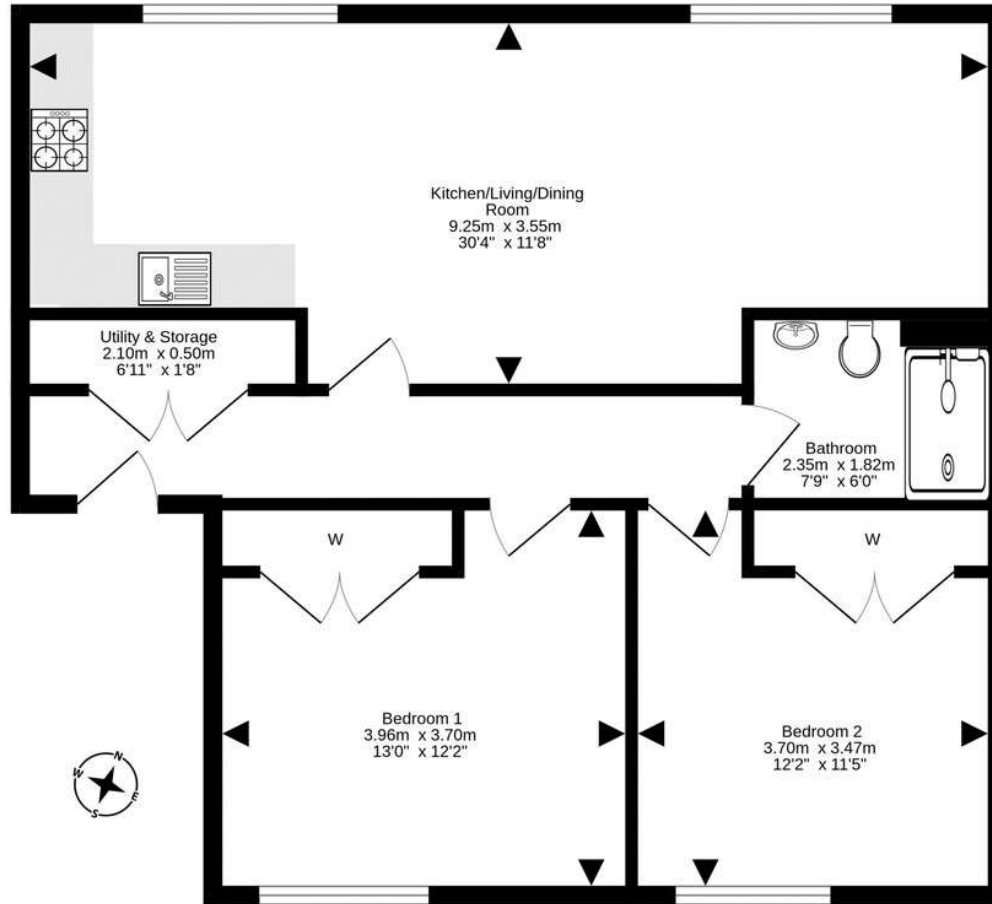 Kitchen/Living/Dining
Room
9.25m x 3.55m
30'4" x 11'8"
Utility & Storage
2.10m x 0.50m
6'11" x 1'8"
Bathroom
2.35m x 1.82m
7'9" x 6'0"
W
W
Bedroom 1
3.96m x 3.70m
13'0" x 12'2"
Bedroom 2
3.70m x 3.47m
12'2" x 11'5"
N
W
E
S